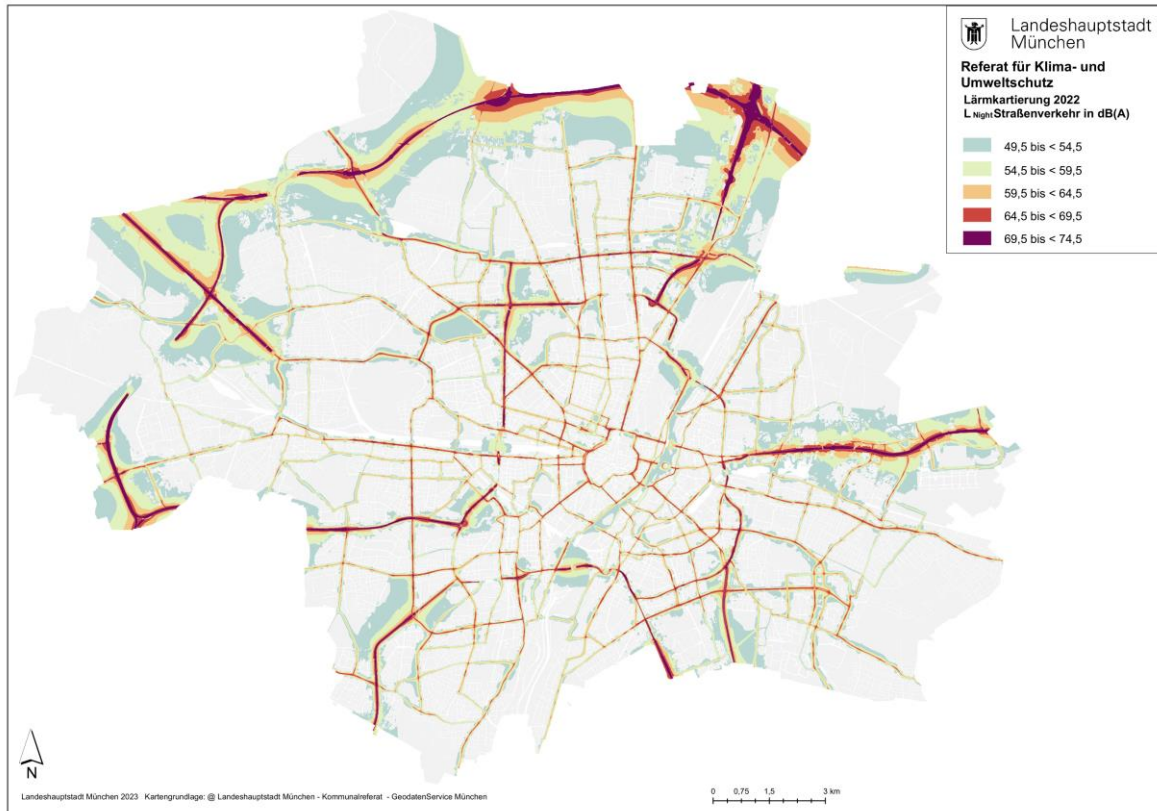 Landeshauptstadt
München
Referat für Klima- und
Umweltschutz
Lärmkartierung 2022
L Night Straßenverkehr in dB(A)
49,5 bis < 54,5
54,5 bis < 59,5
59,5 bis < 64,5
64,5 bis < 69,5
69,5 bis < 74,5
N
Landeshauptstadt München 2023 Kartengrundlage: @ Landeshauptstadt München - Kommunalreferat - GeodatenService München
0 0,75 1,5 3 km